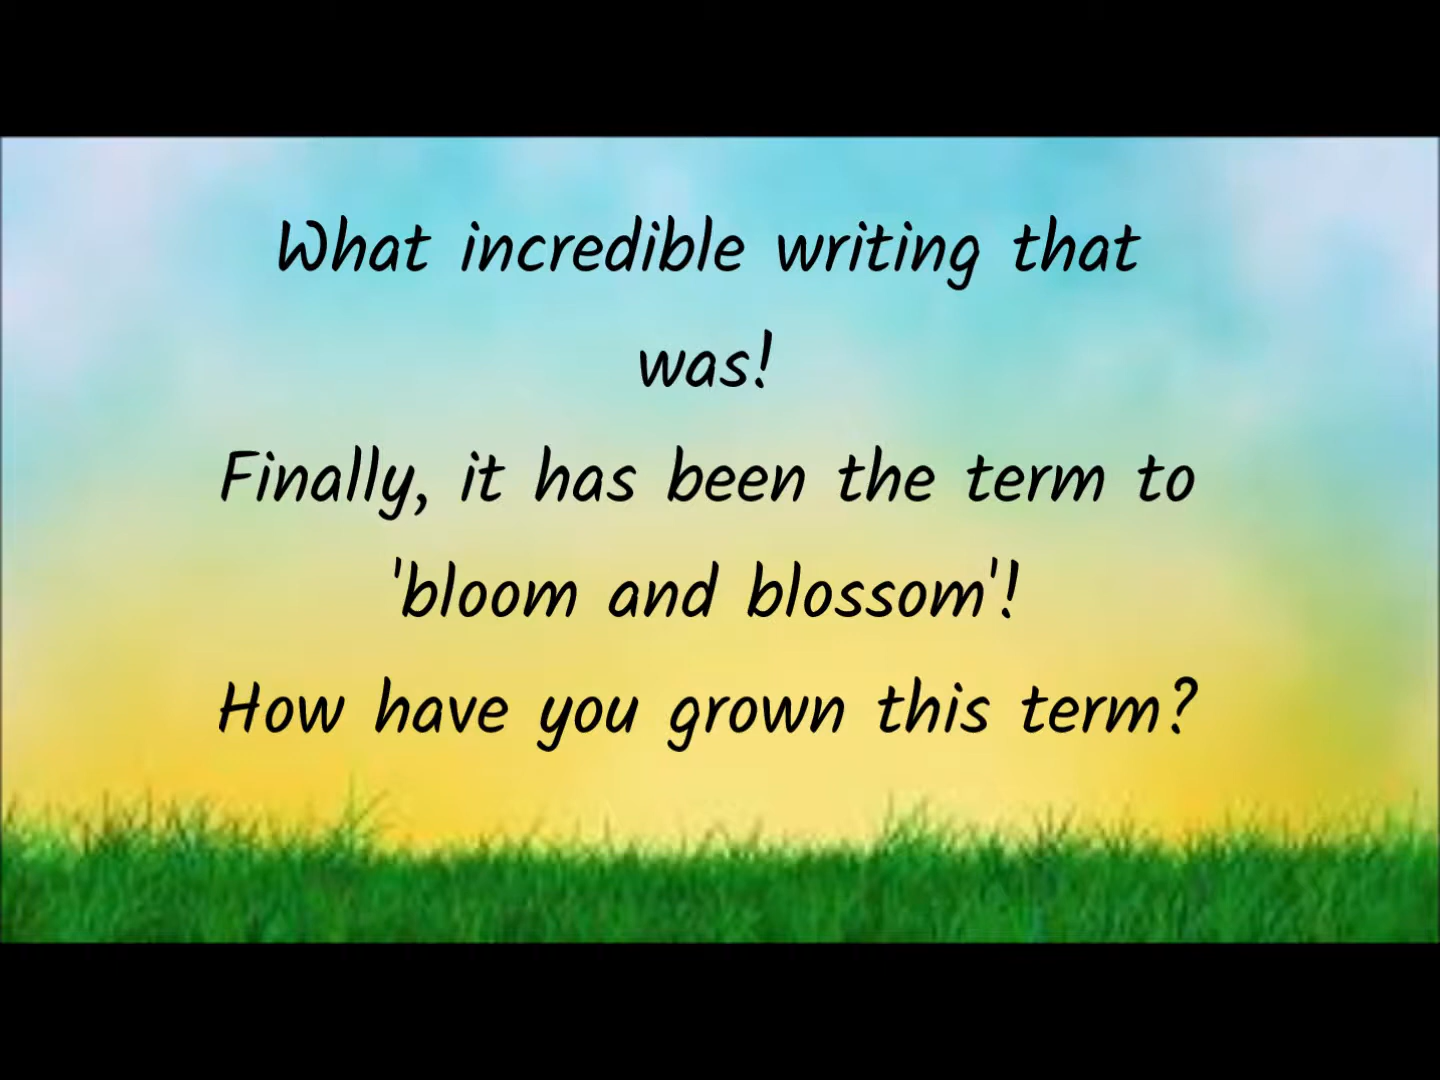 What incredible writing that
was!
Finally, it has been the term to
'bloom and blossom'!
How have you grown this term?